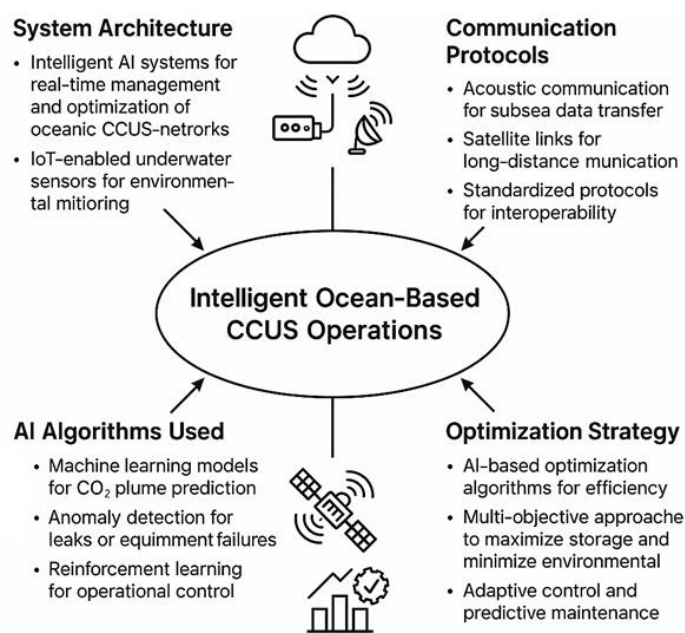 System Architecture
• Intelligent AI systems for
real-time management
and optimization of
oceanic CCUS-netrorks
• IoT-enabled underwater
sensors for environmen-
tal mitioring
Communication
Protocols
• Acoustic communication
for subsea data transfer
• Satellite links for
long-distance munication
• Standardized protocols
for interoperability
Intelligent Ocean-Based
CCUS Operations
AI Algorithms Used
• Machine learning models
for CO₂ plume prediction
• Anomaly detection for
leaks or equimment failures
• Reinforcement learning
for operational control
Optimization Strategy
• AI-based optimization
algorithms for efficiency
• Multi-objective approache
to maximize storage and
minimize environmental
• Adaptive control and
predictive maintenance